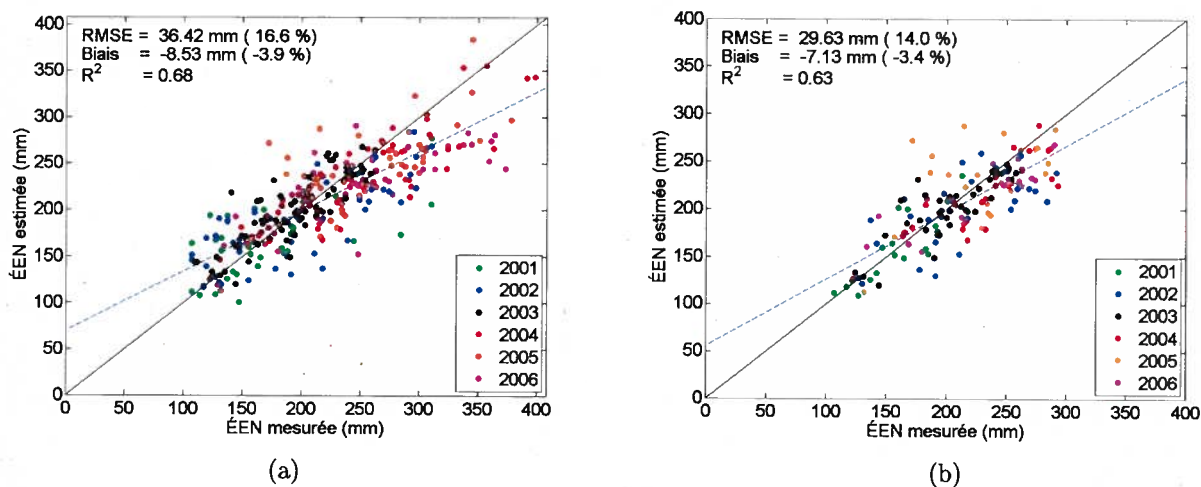 RMSE = 36.42 mm ( 16.6 %)
Biais = -8.53 mm ( -3.9 %)
R² = 0.68
400
350
300
250
200
150
100
50
0
ÉEN estimée (mm)
2001
2002
2003
2004
2005
2006
0 50 100 150 200 250 300 350 400
ÉEN mesurée (mm)
(a)
RMSE = 29.63 mm ( 14.0 %)
Biais = -7.13 mm ( -3.4 %)
R² = 0.63
400
350
300
250
200
150
100
50
0
ÉEN estimée (mm)
2001
2002
2003
2004
2005
2006
0 50 100 150 200 250 300 350 400
ÉEN mesurée (mm)
(b)